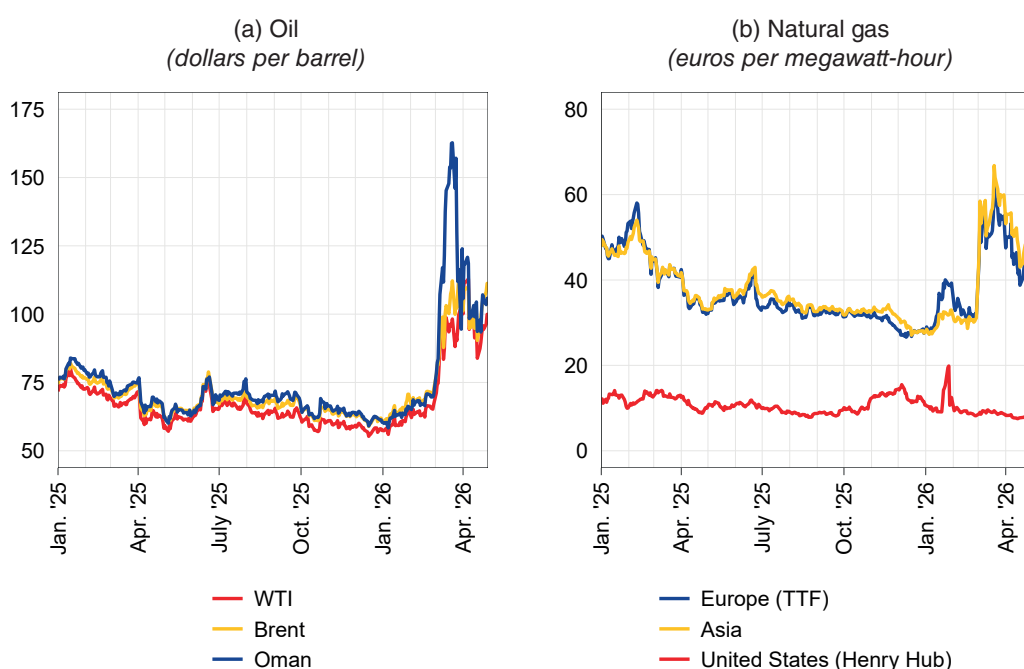 (a) Oil
(dollars per barrel)
175
150
125
100
75
50
Jan. '25
Apr. '25
July '25
Oct. '25
Jan. '26
Apr. '26
WTI
Brent
Oman
(b) Natural gas
(euros per megawatt-hour)
80
60
40
20
0
Jan. '25
Apr. '25
July '25
Oct. '25
Jan. '26
Apr. '26
Europe (TTF)
Asia
United States (Henry Hub)